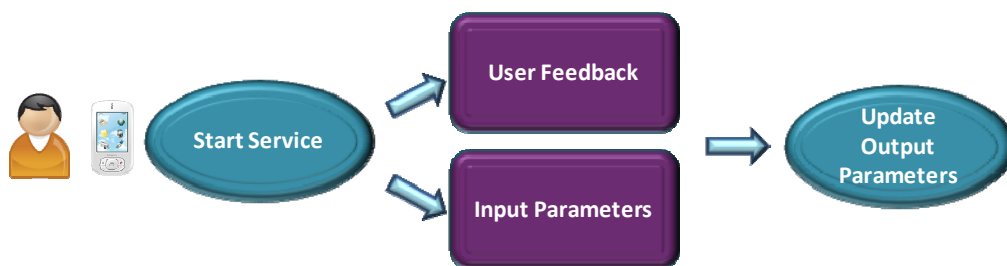 Start Service
User Feedback
Input Parameters
Update
Output
Parameters